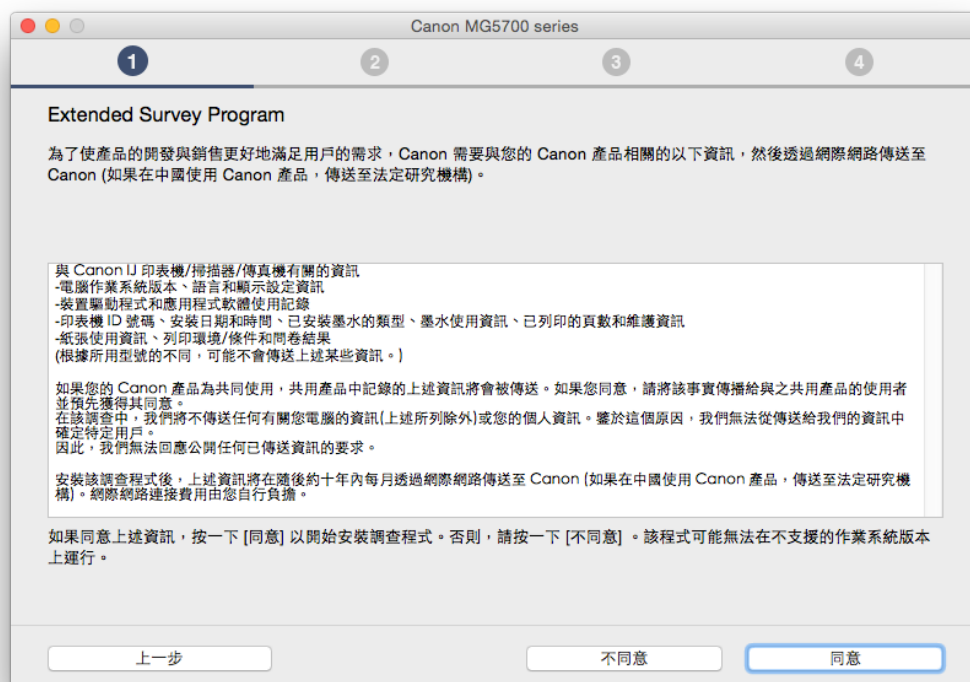 Canon MG5700 series
1
2
3
4
Extended Survey Program
為了使產品的開發與銷售更好地滿足用戶的需求，Canon 需要與您的 Canon 產品相關的以下資訊，然後透過網際網路傳送至
Canon (如果在中國使用 Canon 產品，傳送至法定研究機構)。
與 Canon IJ 印表機/掃描器/傳真機有關的資訊
-電腦作業系統版本、語言和顯示設定資訊
-裝置驅動程式和應用程式軟體使用記錄
-印表機 ID 號碼、安裝日期和時間、已安裝墨水的類型、墨水使用資訊、已列印的頁數和維護資訊
-紙張使用資訊、列印環境/條件和問卷結果
(根據所用型號的不同，可能不會傳送上述某些資訊。)
如果您的 Canon 產品為共同使用，共用產品中記錄的上述資訊將會被傳送。如果您同意，請將該事實傳播給與之共用產品的使用者
並預先獲得其同意。
在該調查中，我們將不傳送任何有關您電腦的資訊(上述所列除外)或您的個人資訊。鑒於這個原因，我們無法從傳送給我們的資訊中
確定特定用戶。
因此，我們無法回應公開任何已傳送資訊的要求。
安裝該調查程式後，上述資訊將在隨後約十年內每月透過網際網路傳送至 Canon (如果在中國使用 Canon 產品，傳送至法定研究機
構)。網際網路連接費用由您自行負擔。
如果同意上述資訊，按一下 [同意] 以開始安裝調查程式。否則，請按一下 [不同意] 。該程式可能無法在不支援的作業系統版本
上運行。
上一步
不同意
同意